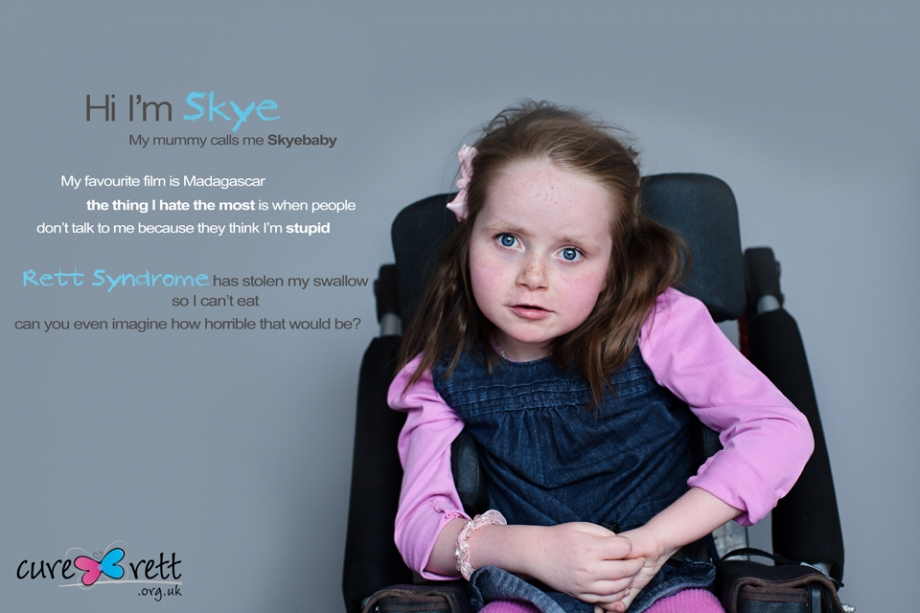 Hi I'm Skye
My mummy calls me Skyebaby
My favourite film is Madagascar
the thing I hate the most is when people
don't talk to me because they think I'm stupid
Rett Syndrome has stolen my swallow
so I can't eat
can you even imagine how horrible that would be?
cure rett
.org.uk